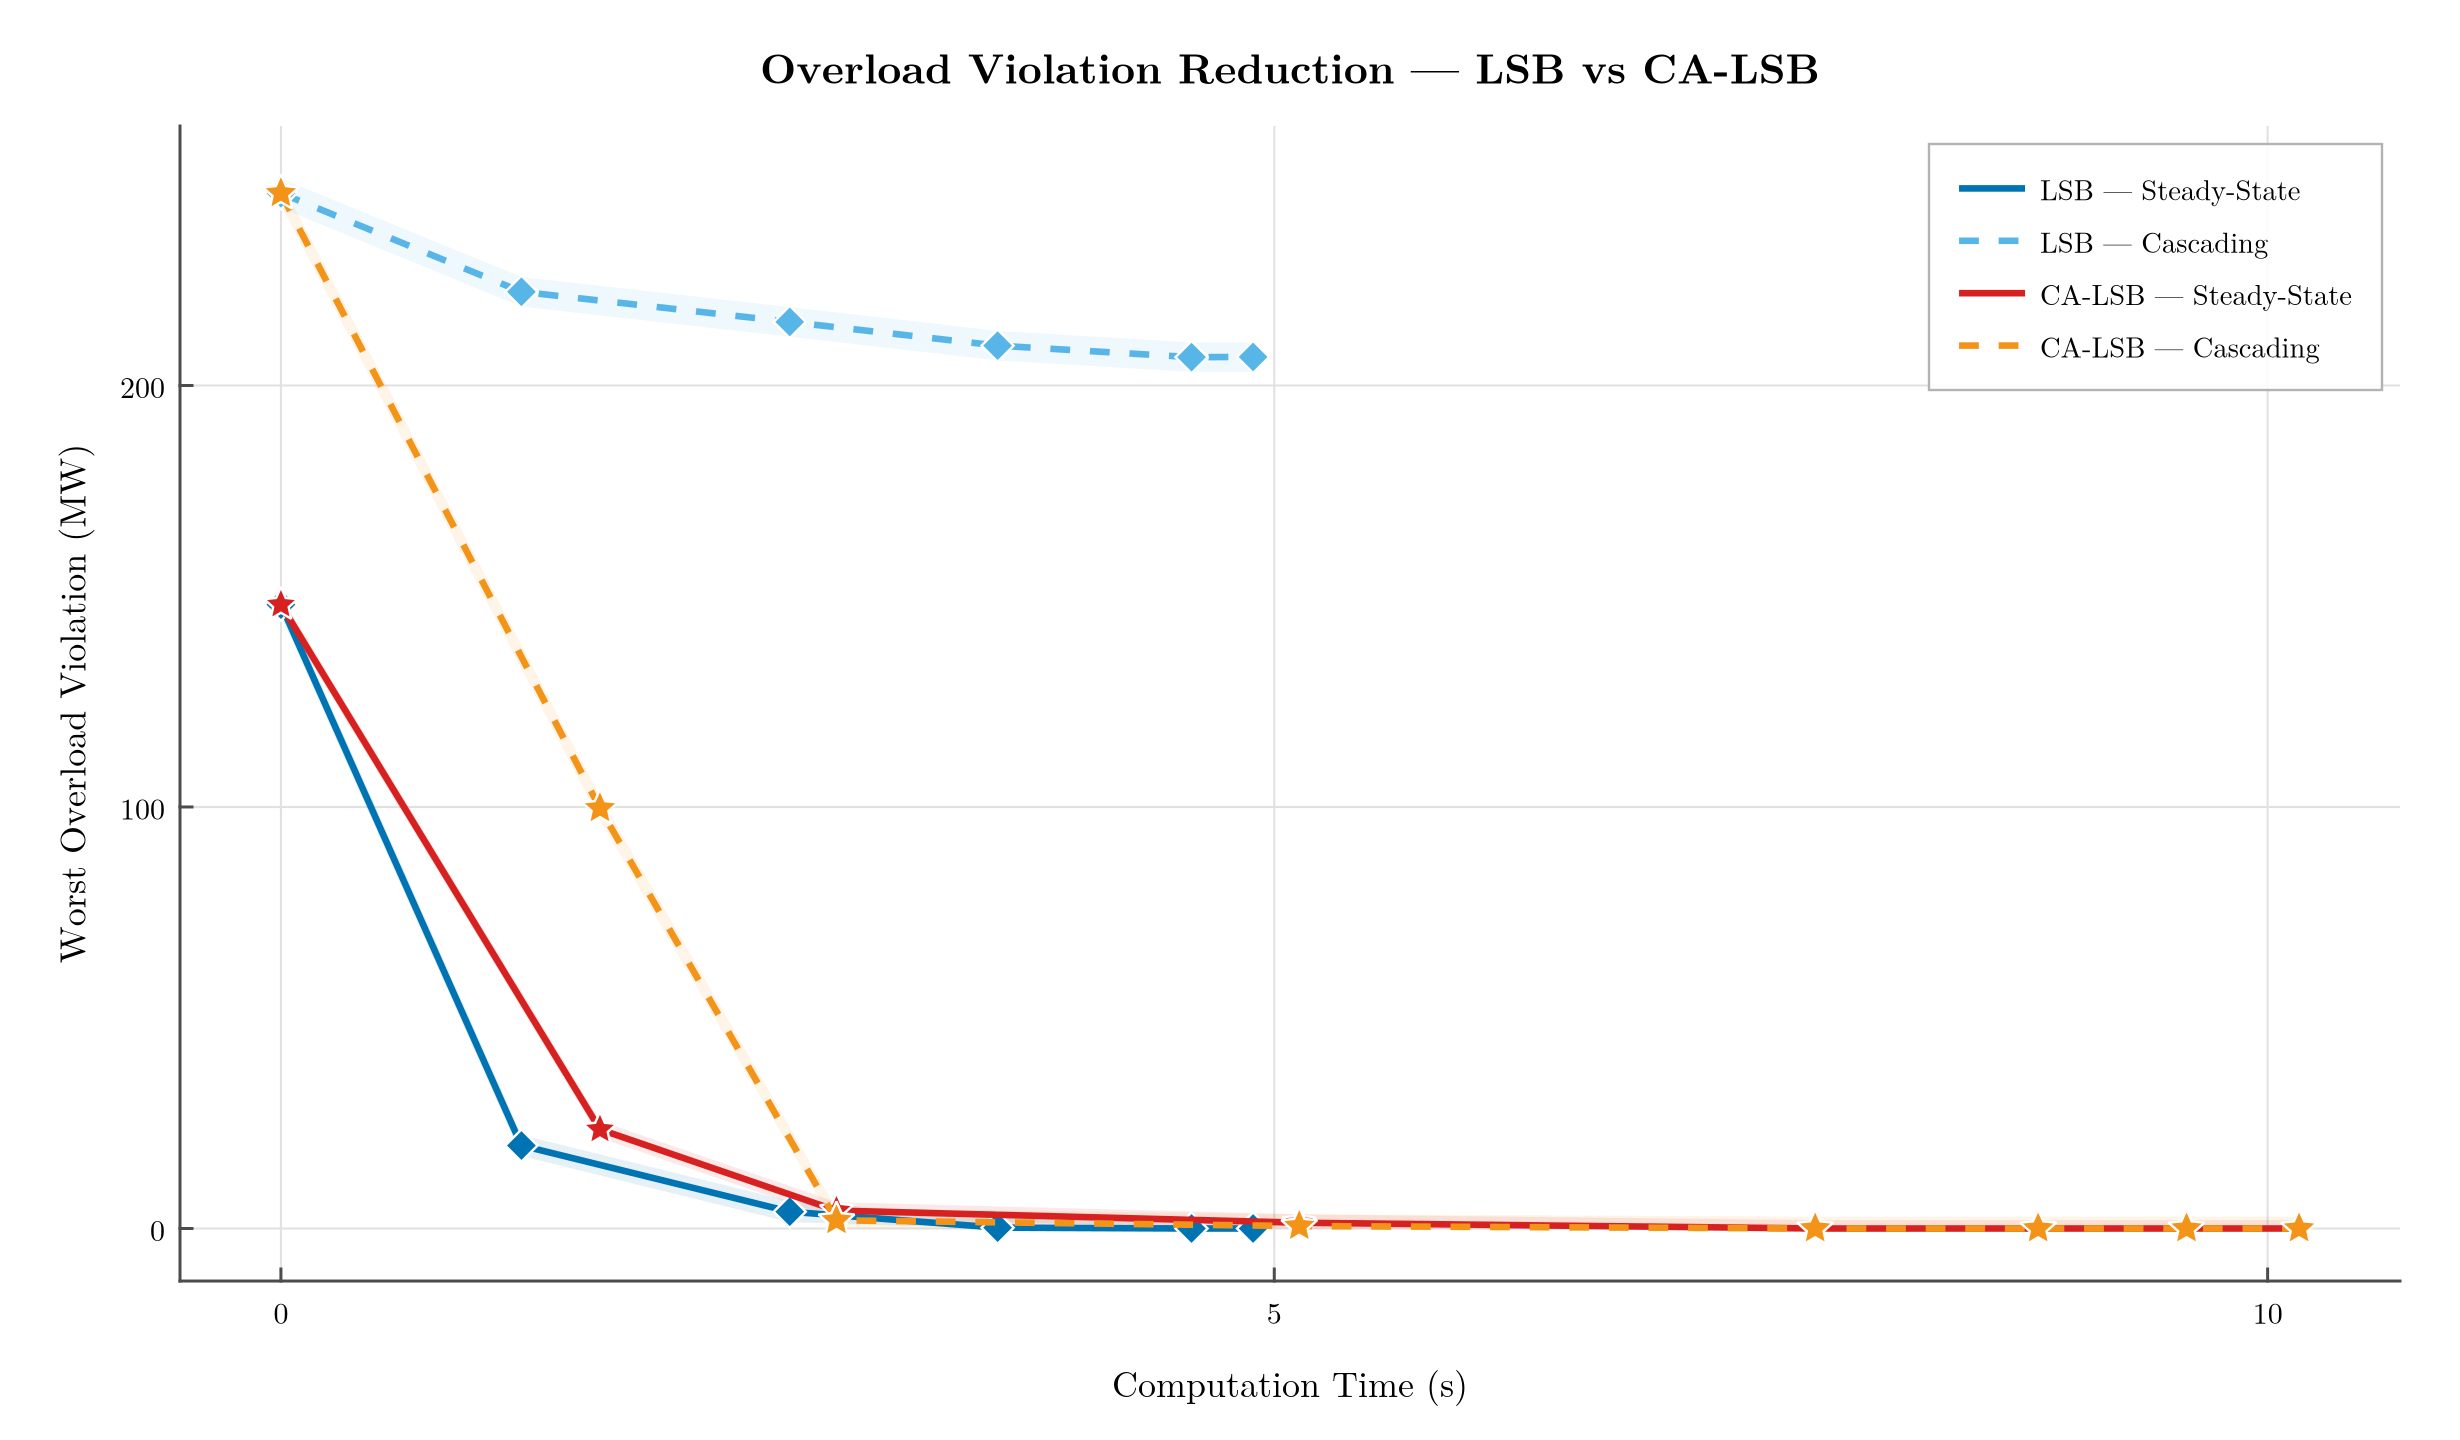 Overload Violation Reduction — LSB vs CA-LSB
LSB — Steady-State
LSB — Cascading
CA-LSB — Steady-State
CA-LSB — Cascading
Worst Overload Violation (MW)
200
100
0
0
5
10
Computation Time (s)